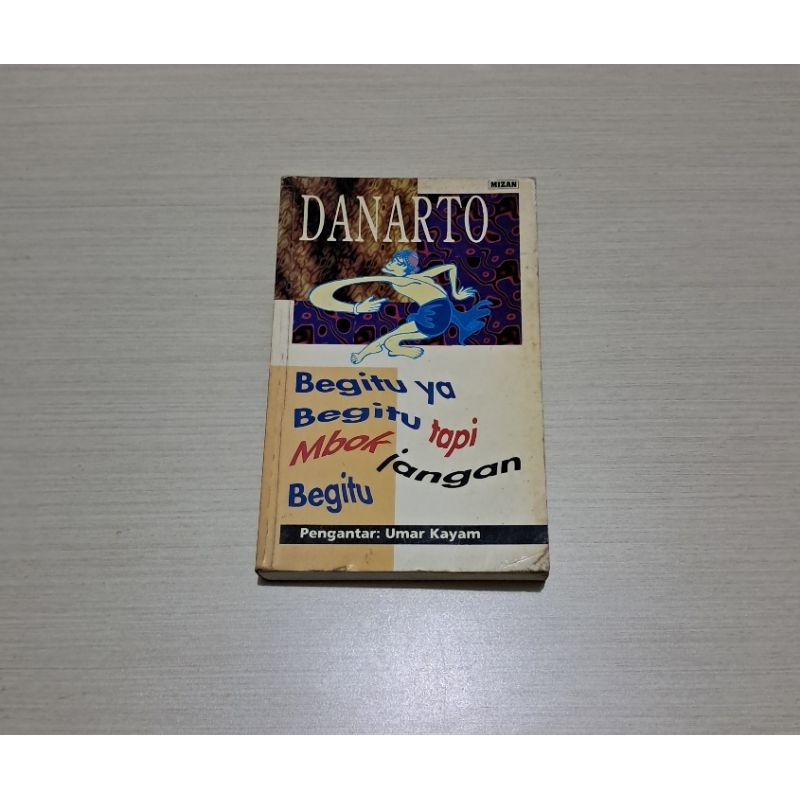 MIZAN
DANARTO
Begitu ya
Begitu tapi
Mbok jangan
Begitu
Pengantar: Umar Kayam